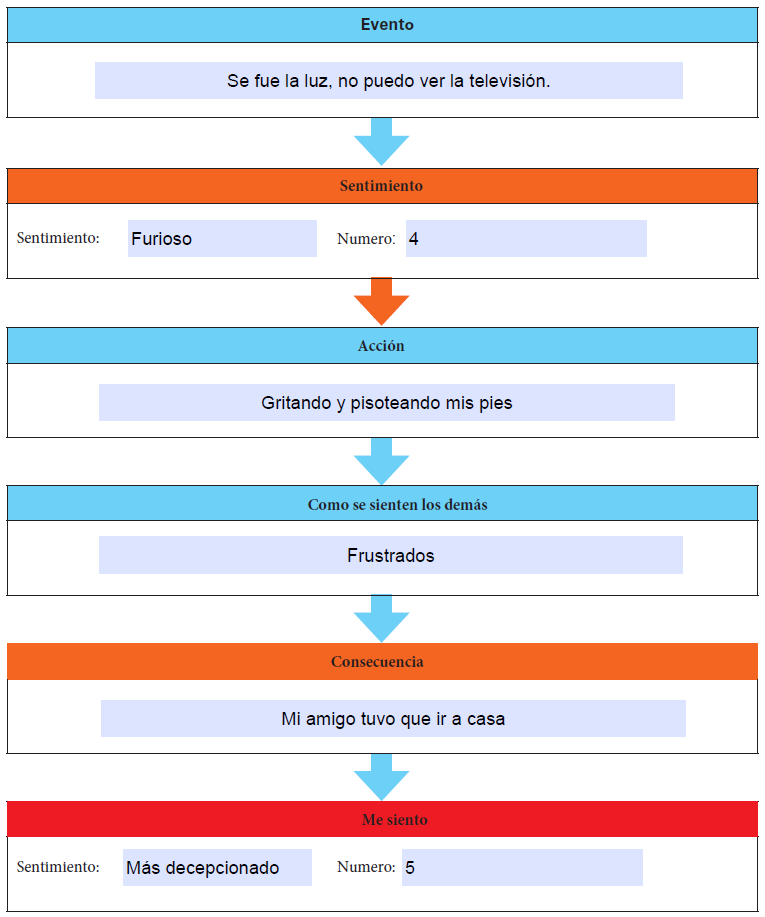 Evento
Se fue la luz, no puedo ver la televisión.
Sentimiento
Sentimiento: Furioso Numero: 4
Acción
Gritando y pisoteando mis pies
Como se sienten los demás
Frustrados
Consecuencia
Mi amigo tuvo que ir a casa
Me siento
Sentimiento: Más decepcionado Numero: 5